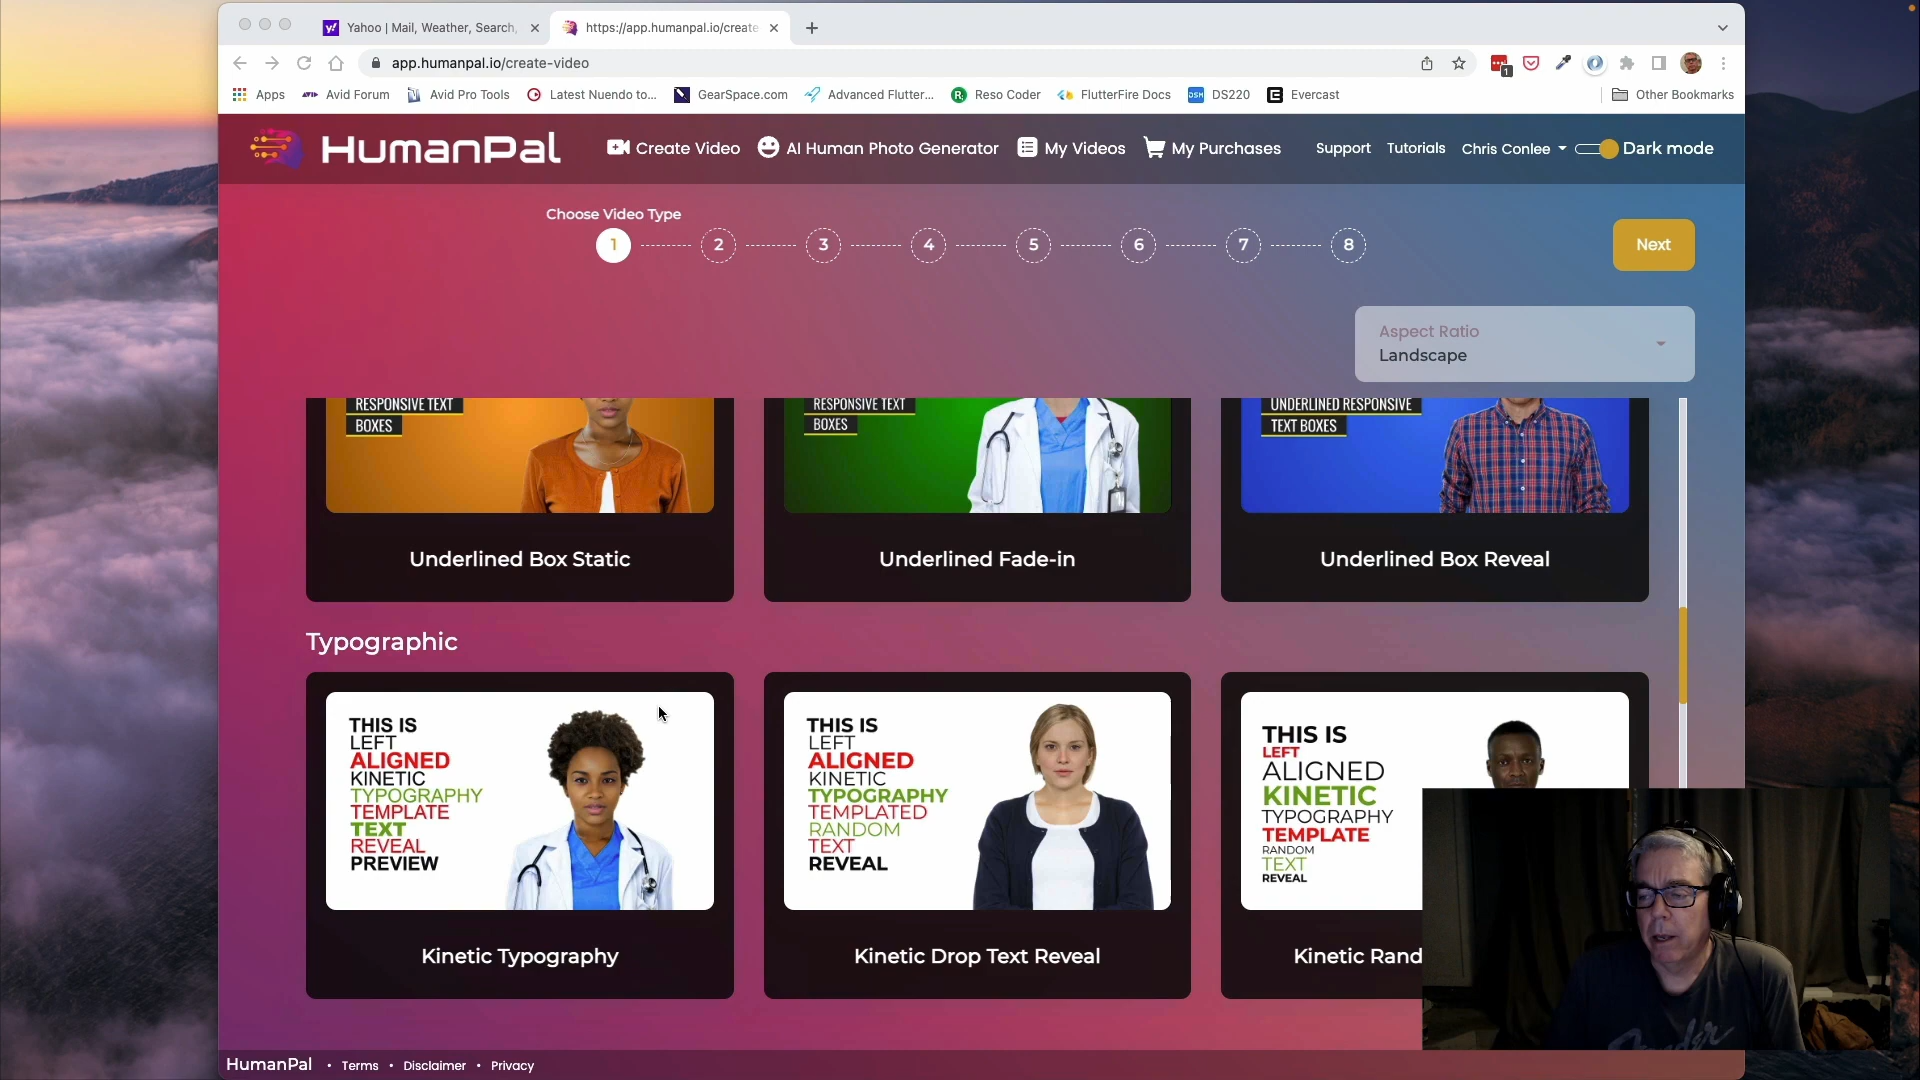 Yahoo | Mail, Weather, Search,
https://app.humanpal.io/create
app.humanpal.io/create-video
1
Apps
Avid Forum
Avid Pro Tools
Latest Nuendo to...
GearSpace.com
Advanced Flutter...
Reso Coder
FlutterFire Docs
DSM
DS220
Evercast
Other Bookmarks
HumanPal
Create Video
AI Human Photo Generator
My Videos
My Purchases
Support
Tutorials
Chris Conlee
Dark mode
Choose Video Type
1
2
3
4
5
6
7
8
Next
Aspect Ratio
Landscape
RESPONSIVE TEXT
BOXES
Underlined Box Static
RESPONSIVE TEXT
BOXES
Underlined Fade-in
UNDERLINED RESPONSIVE
TEXT BOXES
Underlined Box Reveal
Typographic
THIS IS
LEFT
ALIGNED
KINETIC
TYPOGRAPHY
TEMPLATE
TEXT
REVEAL
PREVIEW
Kinetic Typography
THIS IS
LEFT
ALIGNED
KINETIC
TYPOGRAPHY
TEMPLATED
RANDOM
TEXT
REVEAL
Kinetic Drop Text Reveal
THIS IS
LEFT
ALIGNED
KINETIC
TYPOGRAPHY
TEMPLATE
RANDOM
TEXT
REVEAL
Kinetic Rand
Fender
HumanPal
• Terms • Disclaimer • Privacy